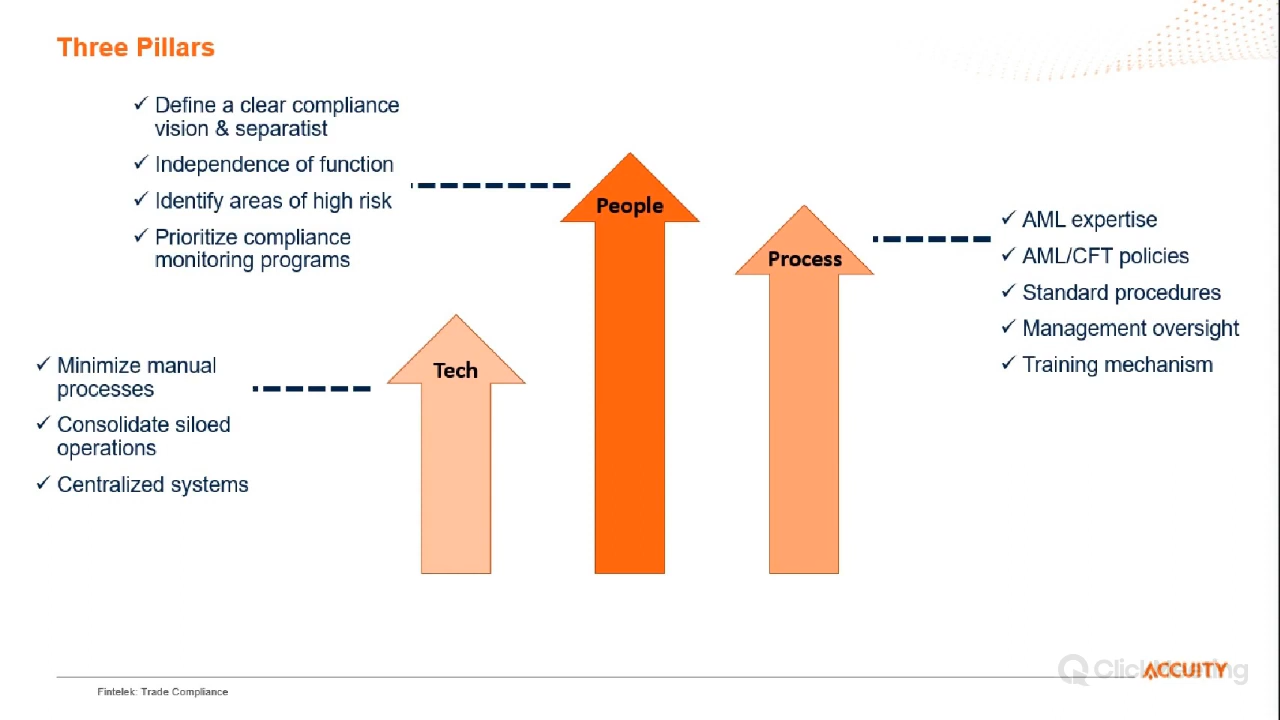 Three Pillars
✓ Define a clear compliance
vision & separatist
✓ Independence of function
✓ Identify areas of high risk
✓ Prioritize compliance
monitoring programs
People
Process
✓ AML expertise
✓ AML/CFT policies
✓ Standard procedures
✓ Management oversight
✓ Training mechanism
Tech
✓ Minimize manual
processes
✓ Consolidate siloed
operations
✓ Centralized systems
ClickMeeting
ACCUITY
Fintelek: Trade Compliance